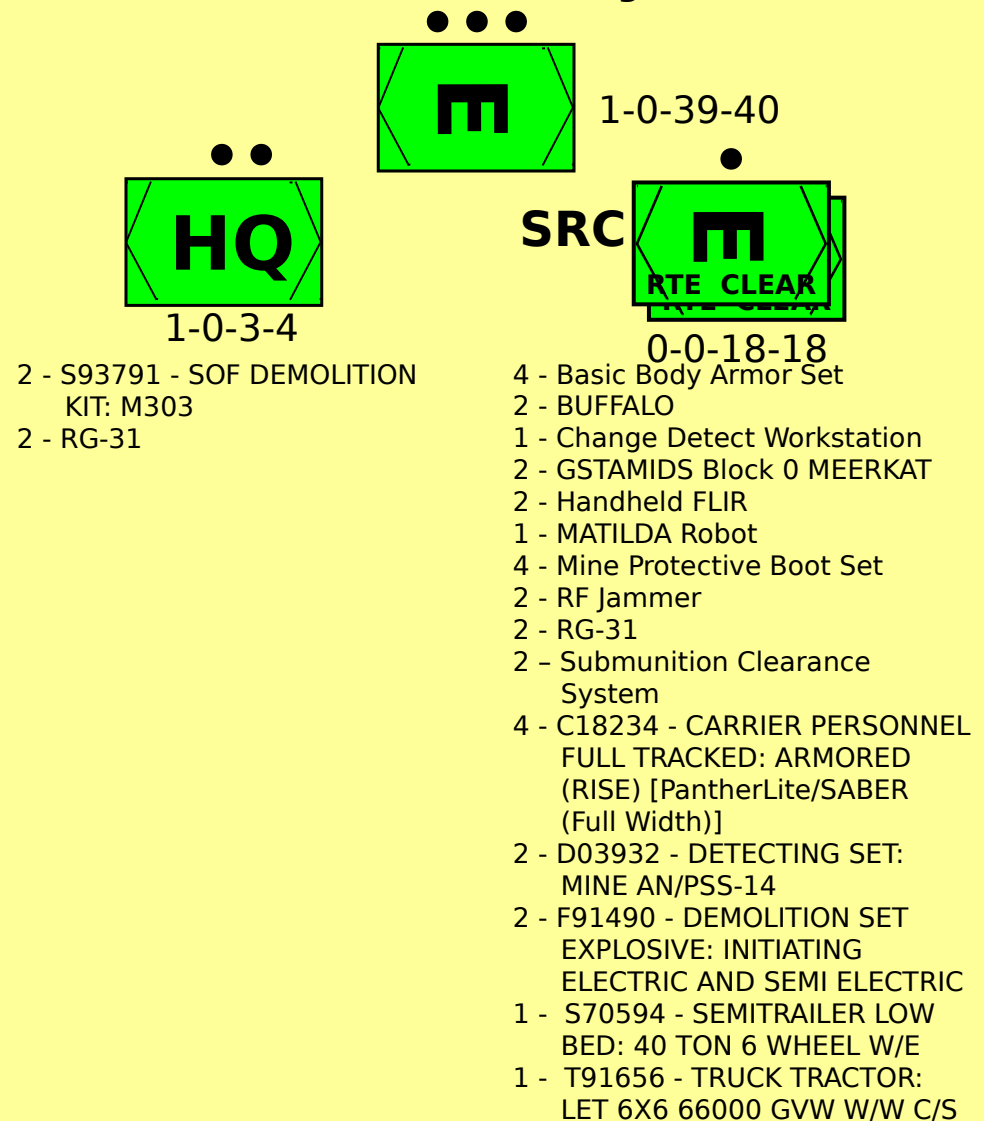 E
1-0-39-40
HQ
1-0-3-4
2 - S93791 - SOF DEMOLITION
KIT: M303
2 - RG-31
SRC
E
RTE CLEAR
RTE CLEAR
0-0-18-18
4 - Basic Body Armor Set
2 - BUFFALO
1 - Change Detect Workstation
2 - GSTAMIDS Block 0 MEERKAT
2 - Handheld FLIR
1 - MATILDA Robot
4 - Mine Protective Boot Set
2 - RF Jammer
2 - RG-31
2 – Submunition Clearance
System
4 - C18234 - CARRIER PERSONNEL
FULL TRACKED: ARMORED
(RISE) [PantherLite/SABER
(Full Width)]
2 - D03932 - DETECTING SET:
MINE AN/PSS-14
2 - F91490 - DEMOLITION SET
EXPLOSIVE: INITIATING
ELECTRIC AND SEMI ELECTRIC
1 - S70594 - SEMITRAILER LOW
BED: 40 TON 6 WHEEL W/E
1 - T91656 - TRUCK TRACTOR:
LET 6X6 66000 GVW W/W C/S